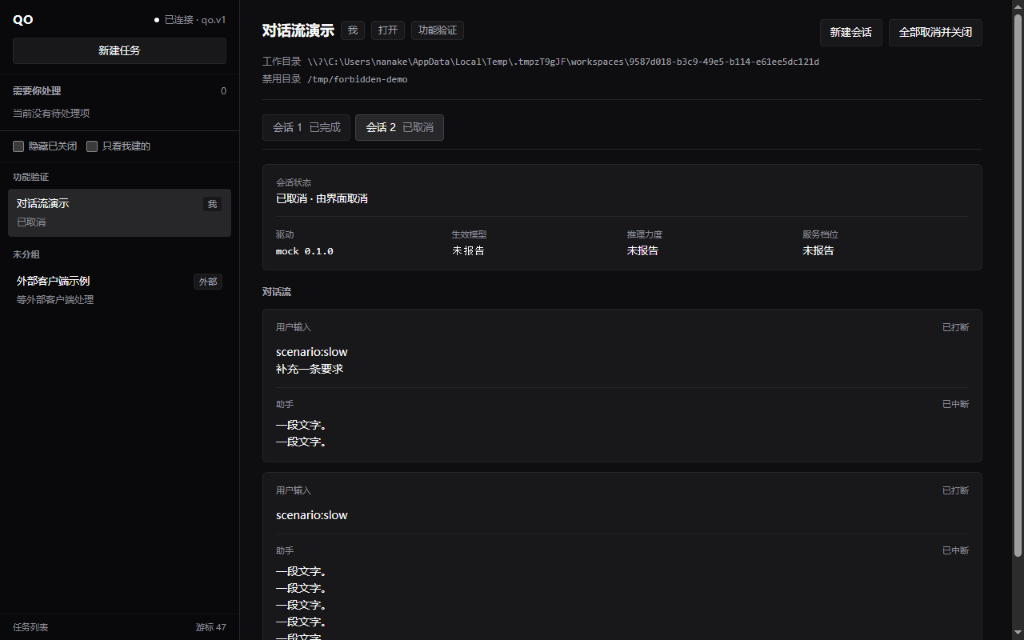 QO
已连接 · qo.v1
新建任务
需要你处理 0
当前没有待处理项
隐藏已关闭 只看我建的
功能验证
对话流演示 我
已取消
未分组
外部客户端示例 外部
等外部客户端处理
任务列表 游标 47
对话流演示 我 打开 功能验证
新建会话 全部取消并关闭
工作目录 \\?\C:\Users\nanake\AppData\Local\Temp\.tmpzT9gJF\workspaces\9587d018-b3c9-49e5-b114-e61ee5dc121d
禁用目录 /tmp/forbidden-demo
会话 1 已完成 会话 2 已取消
会话状态
已取消 · 由界面取消
驱动 生效模型 推理力度 服务档位
mock 0.1.0 未报告 未报告 未报告
对话流
用户输入 已打断
scenario:slow
补充一条要求
助手 已中断
一段文字。
一段文字。
用户输入 已打断
scenario:slow
助手 已中断
一段文字。
一段文字。
一段文字。
一段文字。
一段文字。